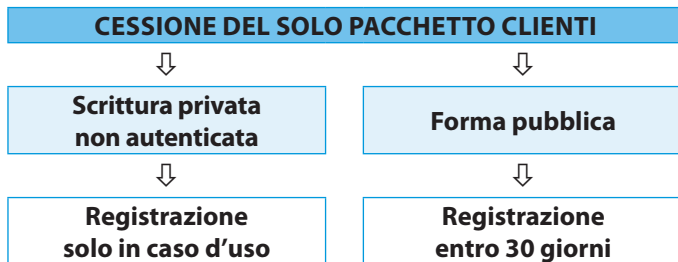 CESSIONE DEL SOLO PACCHETTO CLIENTI
Scrittura privata
non autenticata
Forma pubblica
Registrazione
solo in caso d’uso
Registrazione
entro 30 giorni